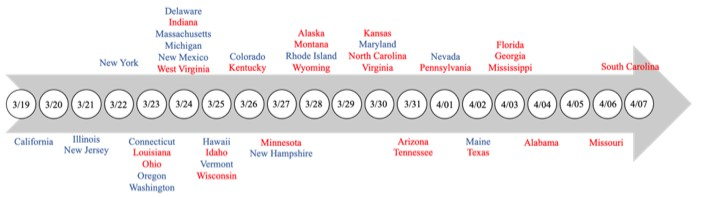 Delaware
Indiana
Massachusetts
Michigan
New Mexico
West Virginia
New York
Colorado
Kentucky
Alaska
Montana
Rhode Island
Wyoming
Kansas
Maryland
North Carolina
Virginia
Nevada
Pennsylvania
Florida
Georgia
Mississippi
South Carolina
3/19 3/20 3/21 3/22 3/23 3/24 3/25 3/26 3/27 3/28 3/29 3/30 3/31 4/01 4/02 4/03 4/04 4/05 4/06 4/07
California
Illinois
New Jersey
Connecticut
Louisiana
Ohio
Oregon
Washington
Hawaii
Idaho
Vermont
Wisconsin
Minnesota
New Hampshire
Arizona
Tennessee
Maine
Texas
Alabama
Missouri